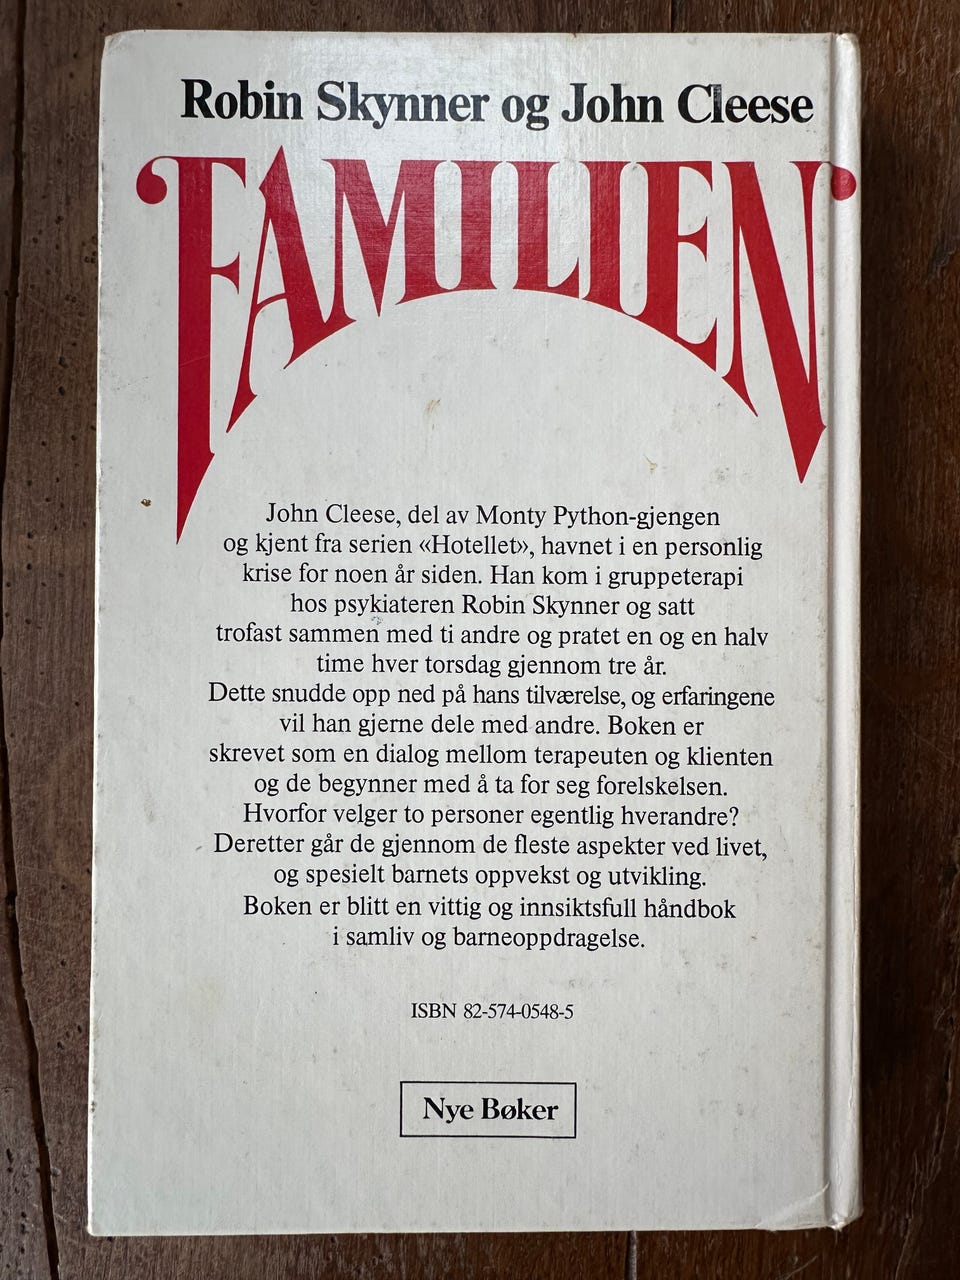 Robin Skynner og John Cleese
FAMILIEN
John Cleese, del av Monty Python-gjengen
og kjent fra serien «Hotellet», havnet i en personlig
krise for noen år siden. Han kom i gruppeterapi
hos psykiateren Robin Skynner og satt
trofast sammen med ti andre og pratet en og en halv
time hver torsdag gjennom tre år.
Dette snudde opp ned på hans tilværelse, og erfaringene
vil han gjerne dele med andre. Boken er
skrevet som en dialog mellom terapeuten og klienten
og de begynner med å ta for seg forelskelsen.
Hvorfor velger to personer egentlig hverandre?
Deretter går de gjennom de fleste aspekter ved livet,
og spesielt barnets oppvekst og utvikling.
Boken er blitt en vittig og innsiktsfull håndbok
i samliv og barneoppdragelse.
ISBN 82-574-0548-5
Nye Bøker